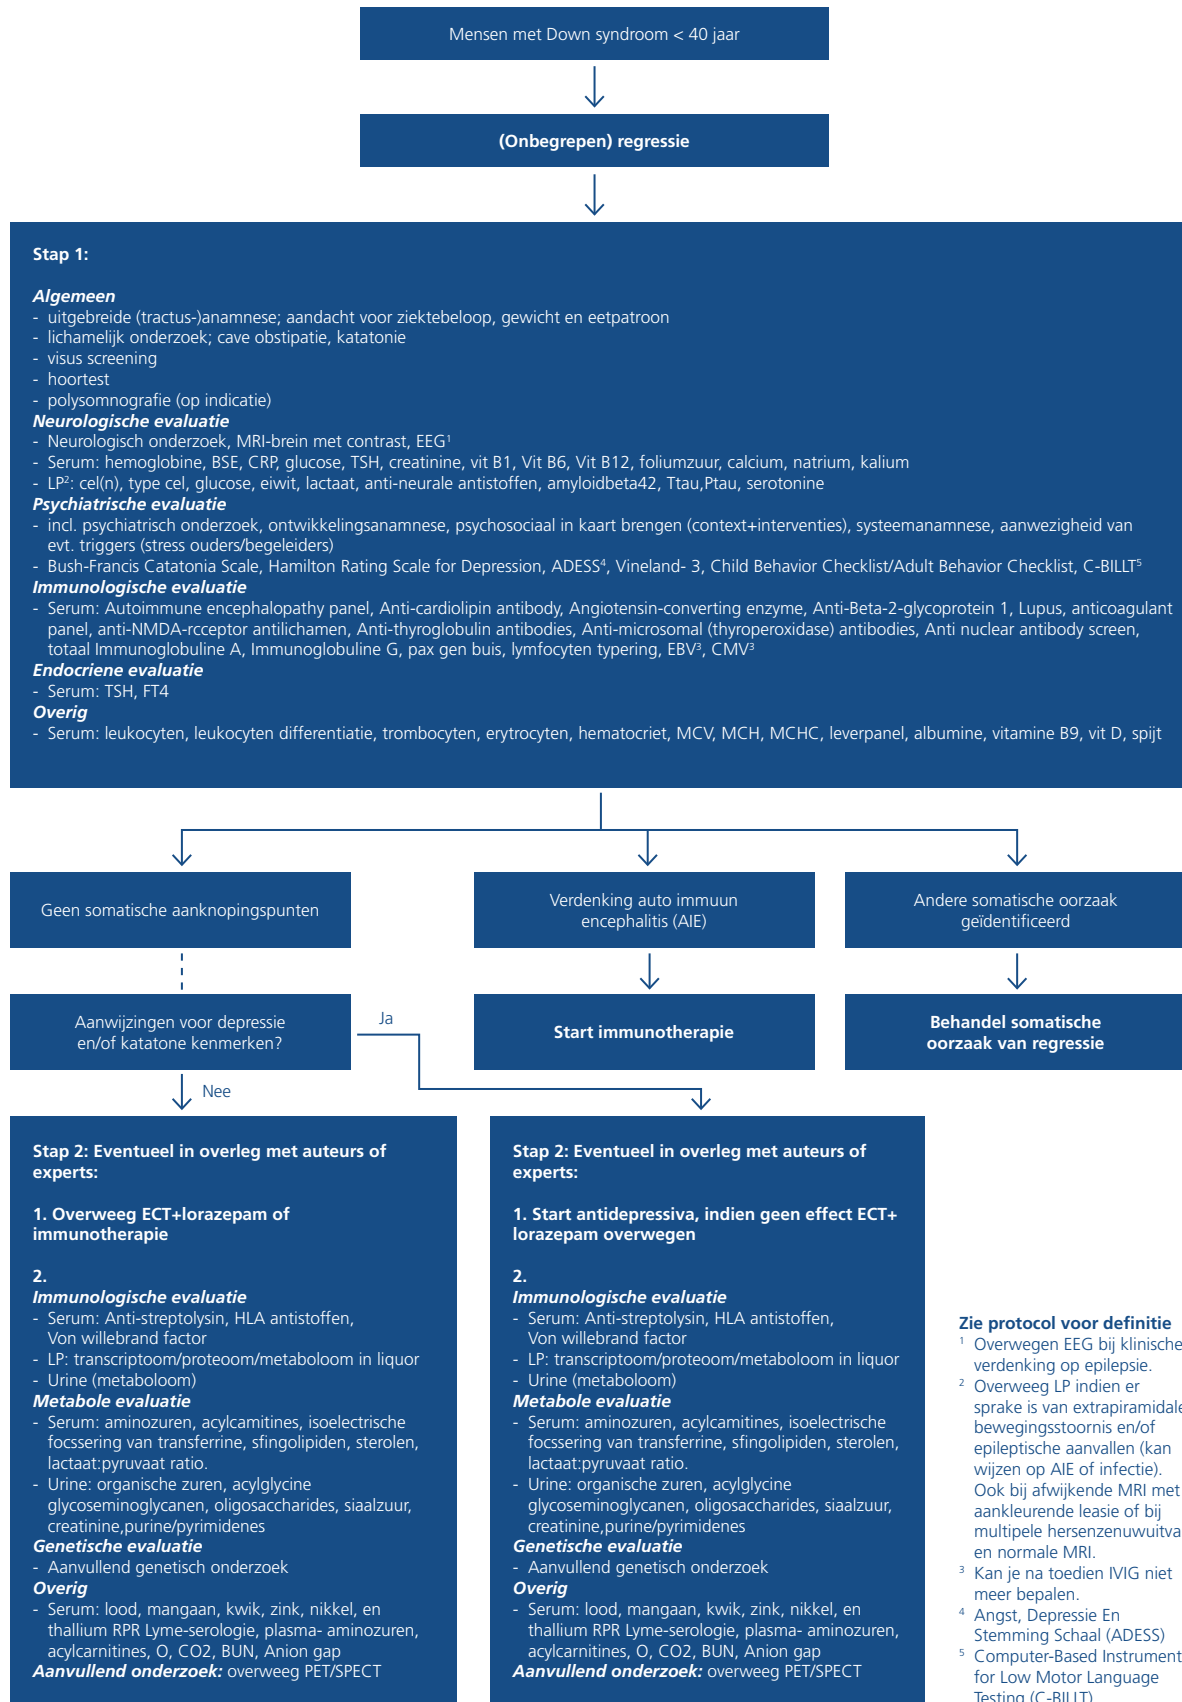 Mensen met Down syndroom < 40 jaar
(Onbegrepen) regressie
Stap 1:
Algemeen
- uitgebreide (tractus-)anamnese; aandacht voor ziektebeloop, gewicht en eetpatroon
- lichamelijk onderzoek; cave obstipatie, katatonie
- visus screening
- hoortest
- polysomnografie (op indicatie)
Neurologische evaluatie
- Neurologisch onderzoek, MRI-brein met contrast, EEG¹
- Serum: hemoglobine, BSE, CRP, glucose, TSH, creatinine, vit B1, Vit B6, Vit B12, foliumzuur, calcium, natrium, kalium
- LP²: cel(n), type cel, glucose, eiwit, lactaat, anti-neurale antistoffen, amyloidbeta42, Ttau,Ptau, serotonine
Psychiatrische evaluatie
- incl. psychiatrisch onderzoek, ontwikkelingsanamnese, psychosociaal in kaart brengen (context+interventies), systeemanamnese, aanwezigheid van
evt. triggers (stress ouders/begeleiders)
- Bush-Francis Catatonia Scale, Hamilton Rating Scale for Depression, ADESS⁴, Vineland- 3, Child Behavior Checklist/Adult Behavior Checklist, C-BILLT⁵
Immunologische evaluatie
- Serum: Autoimmune encephalopathy panel, Anti-cardiolipin antibody, Angiotensin-converting enzyme, Anti-Beta-2-glycoprotein 1, Lupus, anticoagulant
panel, anti-NMDA-rcceptor antilichamen, Anti-thyroglobulin antibodies, Anti-microsomal (thyroperoxidase) antibodies, Anti nuclear antibody screen,
totaal Immunoglobuline A, Immunoglobuline G, pax gen buis, lymfocyten typering, EBV³, CMV³
Endocriene evaluatie
- Serum: TSH, FT4
Overig
- Serum: leukocyten, leukocyten differentiatie, trombocyten, erytrocyten, hematocriet, MCV, MCH, MCHC, leverpanel, albumine, vitamine B9, vit D, spijt
Geen somatische aanknopingspunten
Verdenking auto immuun
encephalitis (AIE)
Andere somatische oorzaak
geïdentificeerd
Aanwijzingen voor depressie
en/of katatone kenmerken?
Ja
Start immunotherapie
Behandel somatische
oorzaak van regressie
Nee
Stap 2: Eventueel in overleg met auteurs of
experts:
1. Overweeg ECT+lorazepam of
immunotherapie
2.
Immunologische evaluatie
- Serum: Anti-streptolysin, HLA antistoffen,
Von willebrand factor
- LP: transcriptoom/proteoom/metaboloom in liquor
- Urine (metaboloom)
Metabole evaluatie
- Serum: aminozuren, acylcamitines, isoelectrische
focssering van transferrine, sfingolipiden, sterolen,
lactaat:pyruvaat ratio.
- Urine: organische zuren, acylglycine
glycoseminoglycanen, oligosaccharides, siaalzuur,
creatinine,purine/pyrimidenes
Genetische evaluatie
- Aanvullend genetisch onderzoek
Overig
- Serum: lood, mangaan, kwik, zink, nikkel, en
thallium RPR Lyme-serologie, plasma- aminozuren,
acylcarnitines, O, CO2, BUN, Anion gap
Aanvullend onderzoek: overweeg PET/SPECT
Stap 2: Eventueel in overleg met auteurs of
experts:
1. Start antidepressiva, indien geen effect ECT+
lorazepam overwegen
2.
Immunologische evaluatie
- Serum: Anti-streptolysin, HLA antistoffen,
Von willebrand factor
- LP: transcriptoom/proteoom/metaboloom in liquor
- Urine (metaboloom)
Metabole evaluatie
- Serum: aminozuren, acylcamitines, isoelectrische
focssering van transferrine, sfingolipiden, sterolen,
lactaat:pyruvaat ratio.
- Urine: organische zuren, acylglycine
glycoseminoglycanen, oligosaccharides, siaalzuur,
creatinine,purine/pyrimidenes
Genetische evaluatie
- Aanvullend genetisch onderzoek
Overig
- Serum: lood, mangaan, kwik, zink, nikkel, en
thallium RPR Lyme-serologie, plasma- aminozuren,
acylcarnitines, O, CO2, BUN, Anion gap
Aanvullend onderzoek: overweeg PET/SPECT
Zie protocol voor definitie
¹ Overwegen EEG bij klinische
verdenking op epilepsie.
² Overweeg LP indien er
sprake is van extrapiramidale
bewegingsstoornis en/of
epileptische aanvallen (kan
wijzen op AIE of infectie).
Ook bij afwijkende MRI met
aankleurende leasie of bij
multipele hersenzenuwuitva
en normale MRI.
³ Kan je na toedien IVIG niet
meer bepalen.
⁴ Angst, Depressie En
Stemming Schaal (ADESS)
⁵ Computer-Based Instrument
for Low Motor Language
Testing (C-BILLT)